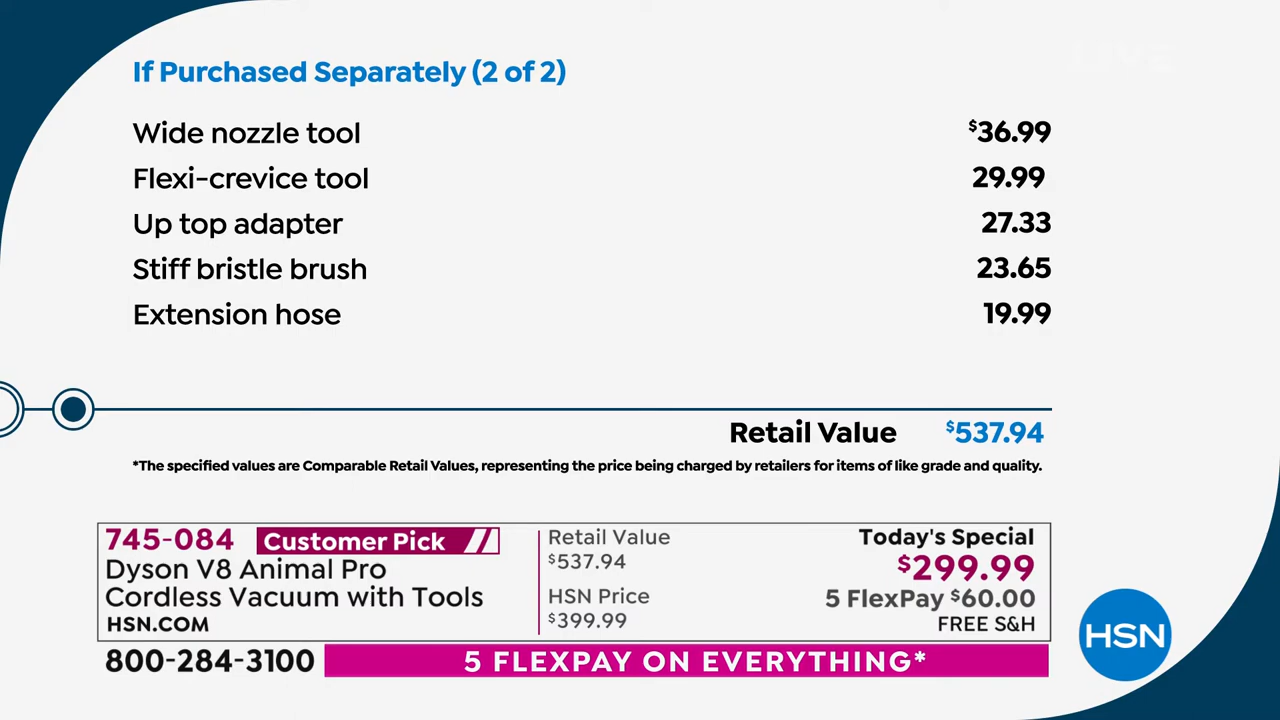 LIVE
If Purchased Separately (2 of 2)
Wide nozzle tool $36.99
Flexi-crevice tool 29.99
Up top adapter 27.33
Stiff bristle brush 23.65
Extension hose 19.99
Retail Value $537.94
*The specified values are Comparable Retail Values, representing the price being charged by retailers for items of like grade and quality.
745-084 Customer Pick
Dyson V8 Animal Pro
Cordless Vacuum with Tools
HSN.COM
Retail Value
$537.94
HSN Price
$399.99
Today's Special
$299.99
5 FlexPay $60.00
FREE S&H
HSN
800-284-3100 5 FLEXPAY ON EVERYTHING*